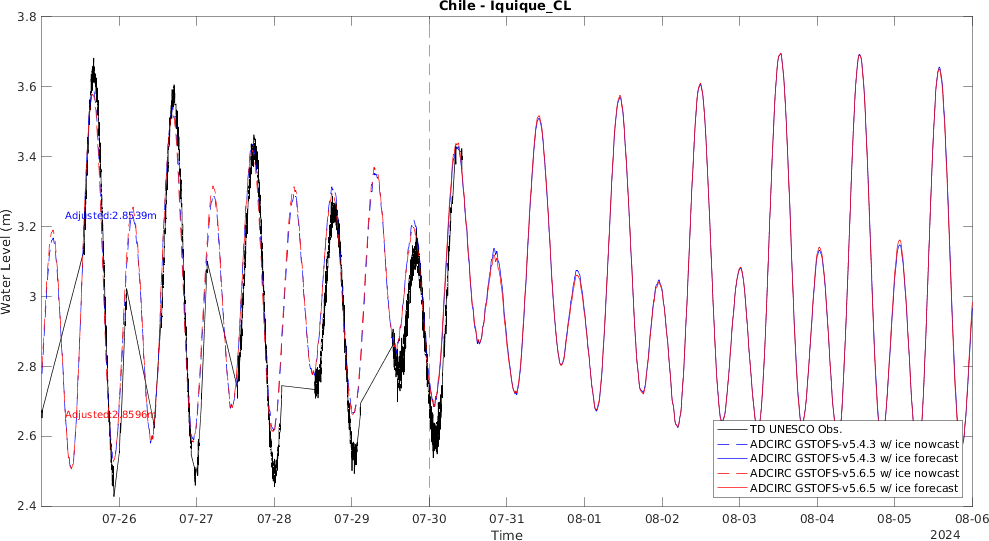 Chile - Iquique_CL
3.8
3.6
3.4
3.2
3
2.8
2.6
2.4
Water Level (m)
Adjusted:2.8539m
Adjusted:2.8596m
TD UNESCO Obs.
ADCIRC GSTOFS-v5.4.3 w/ ice nowcast
ADCIRC GSTOFS-v5.4.3 w/ ice forecast
ADCIRC GSTOFS-v5.6.5 w/ ice nowcast
ADCIRC GSTOFS-v5.6.5 w/ ice forecast
07-26 07-27 07-28 07-29 07-30 07-31 08-01 08-02 08-03 08-04 08-05 08-06
Time
2024